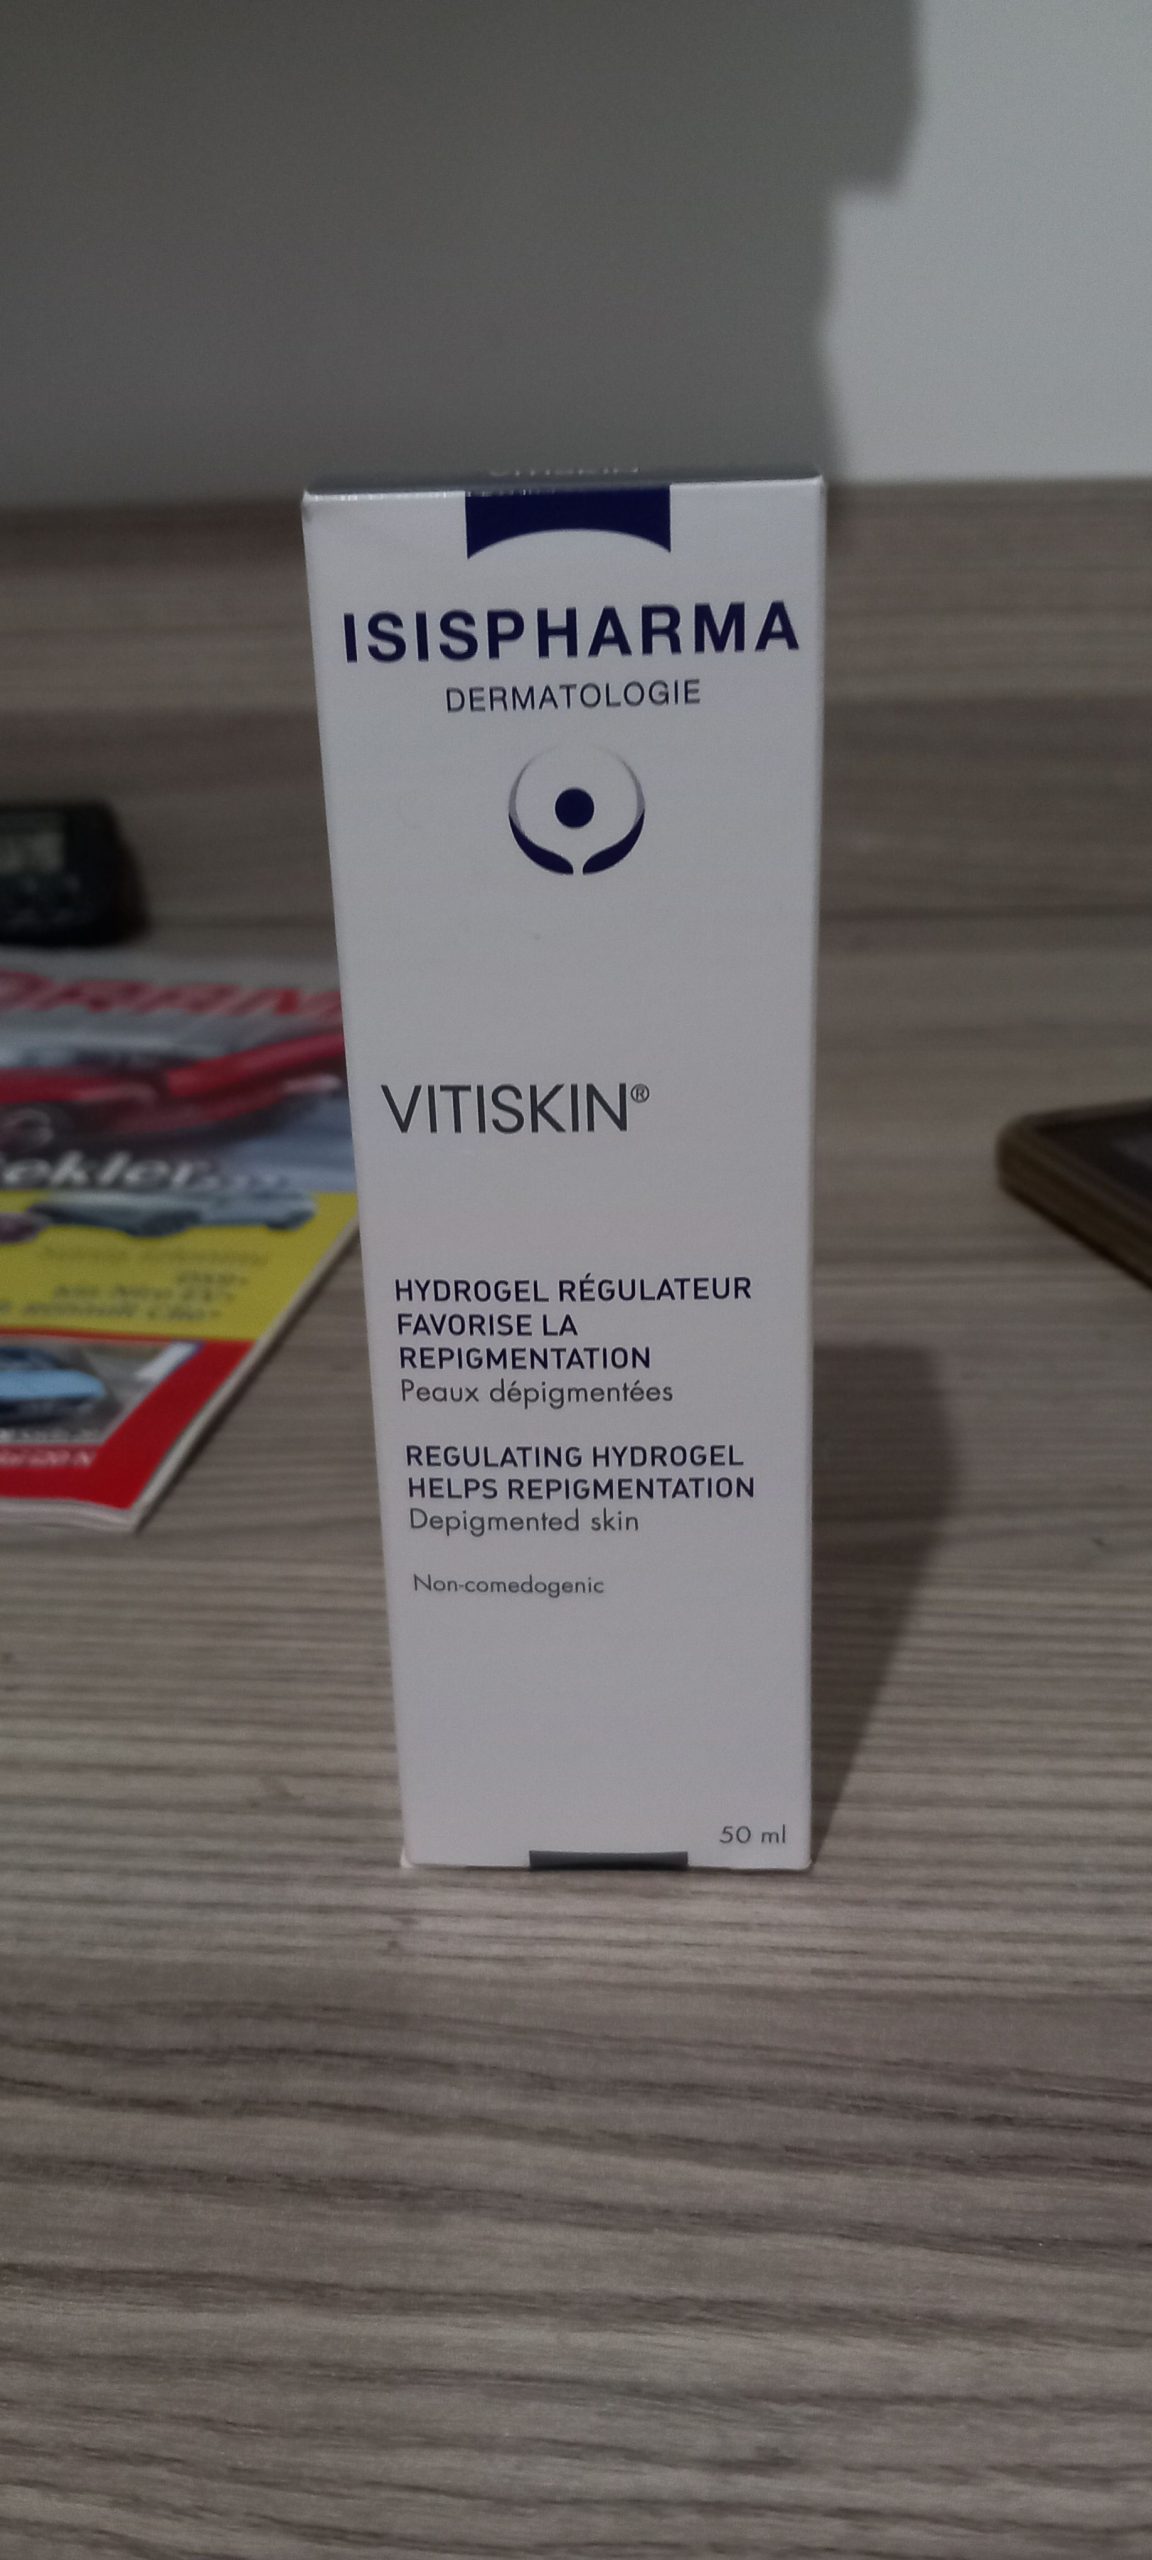 ISISPHARMA
DERMATOLOGIE
VITISKIN®
HYDROGEL RÉGULATEUR
FAVORISE LA
REPIGMENTATION
Peaux dépigmentées
REGULATING HYDROGEL
HELPS REPIGMENTATION
Depigmented skin
Non-comedogenic
50 ml